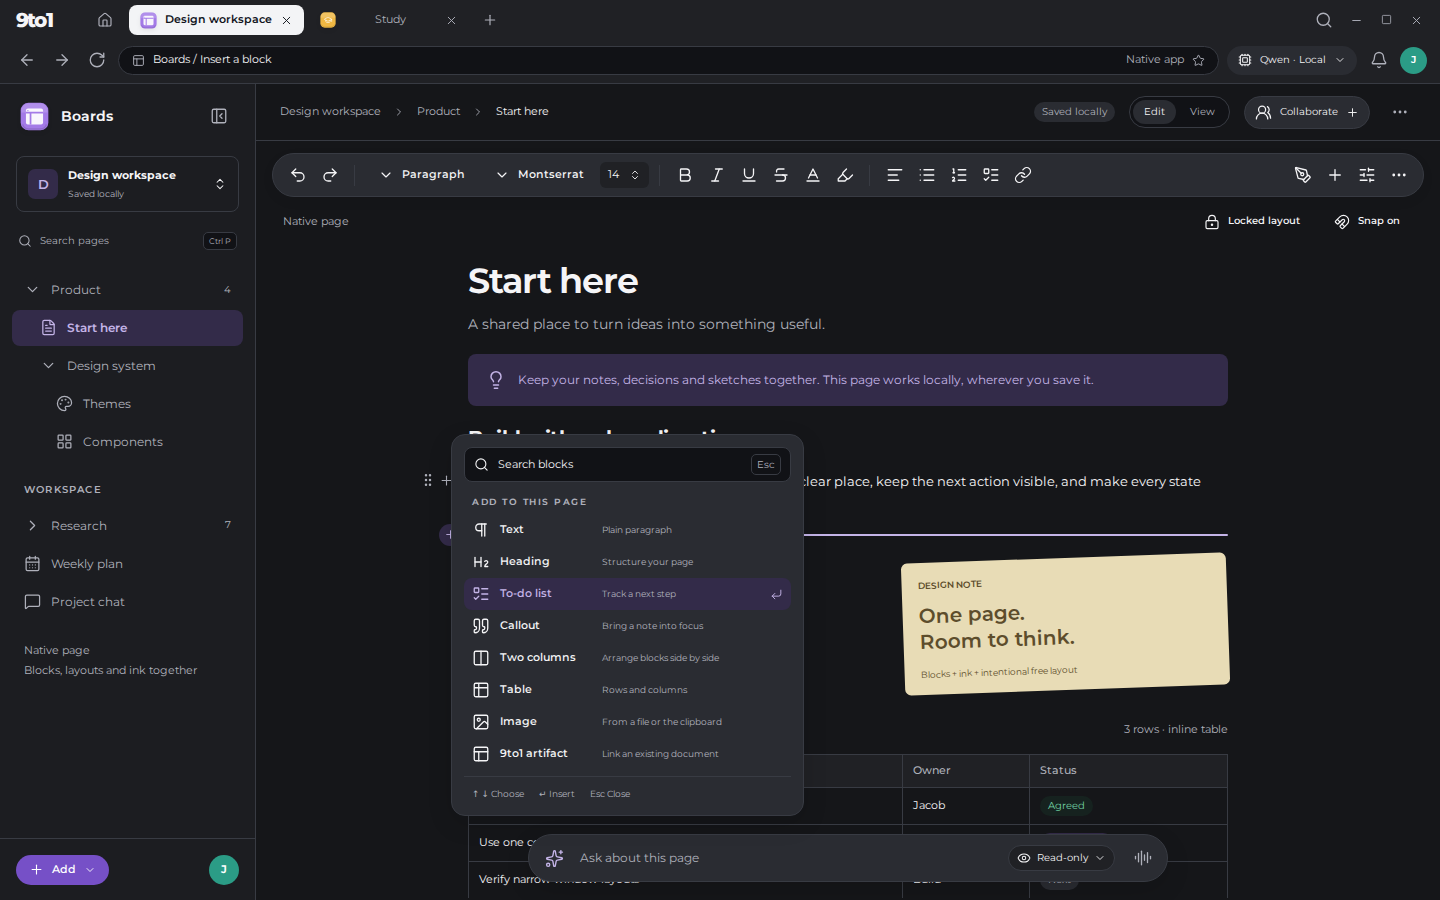 9to1
Design workspace
Study
Boards / Insert a block
Native app
Qwen · Local
J
Boards
Design workspace
Product
Start here
Saved locally
Edit
View
Collaborate
D
Design workspace
Saved locally
Paragraph
Montserrat
14
Search pages
Ctrl P
Native page
Locked layout
Snap on
Product
4
Start here
Design system
Themes
Components
WORKSPACE
Research
7
Weekly plan
Project chat
Native page
Blocks, layouts and ink together
Add
J
Start here
A shared place to turn ideas into something useful.
Keep your notes, decisions and sketches together. This page works locally, wherever you save it.
Search blocks
Esc
clear place, keep the next action visible, and make every state
ADD TO THIS PAGE
Text
Plain paragraph
Heading
Structure your page
To-do list
Track a next step
Callout
Bring a note into focus
Two columns
Arrange blocks side by side
Table
Rows and columns
Image
From a file or the clipboard
9to1 artifact
Link an existing document
↑ ↓ Choose
↵ Insert
Esc Close
DESIGN NOTE
One page.
Room to think.
Blocks + ink + intentional free layout
3 rows · inline table
Owner
Status
Jacob
Agreed
Use one
Verify narrow window layouts
Ask about this page
Read-only